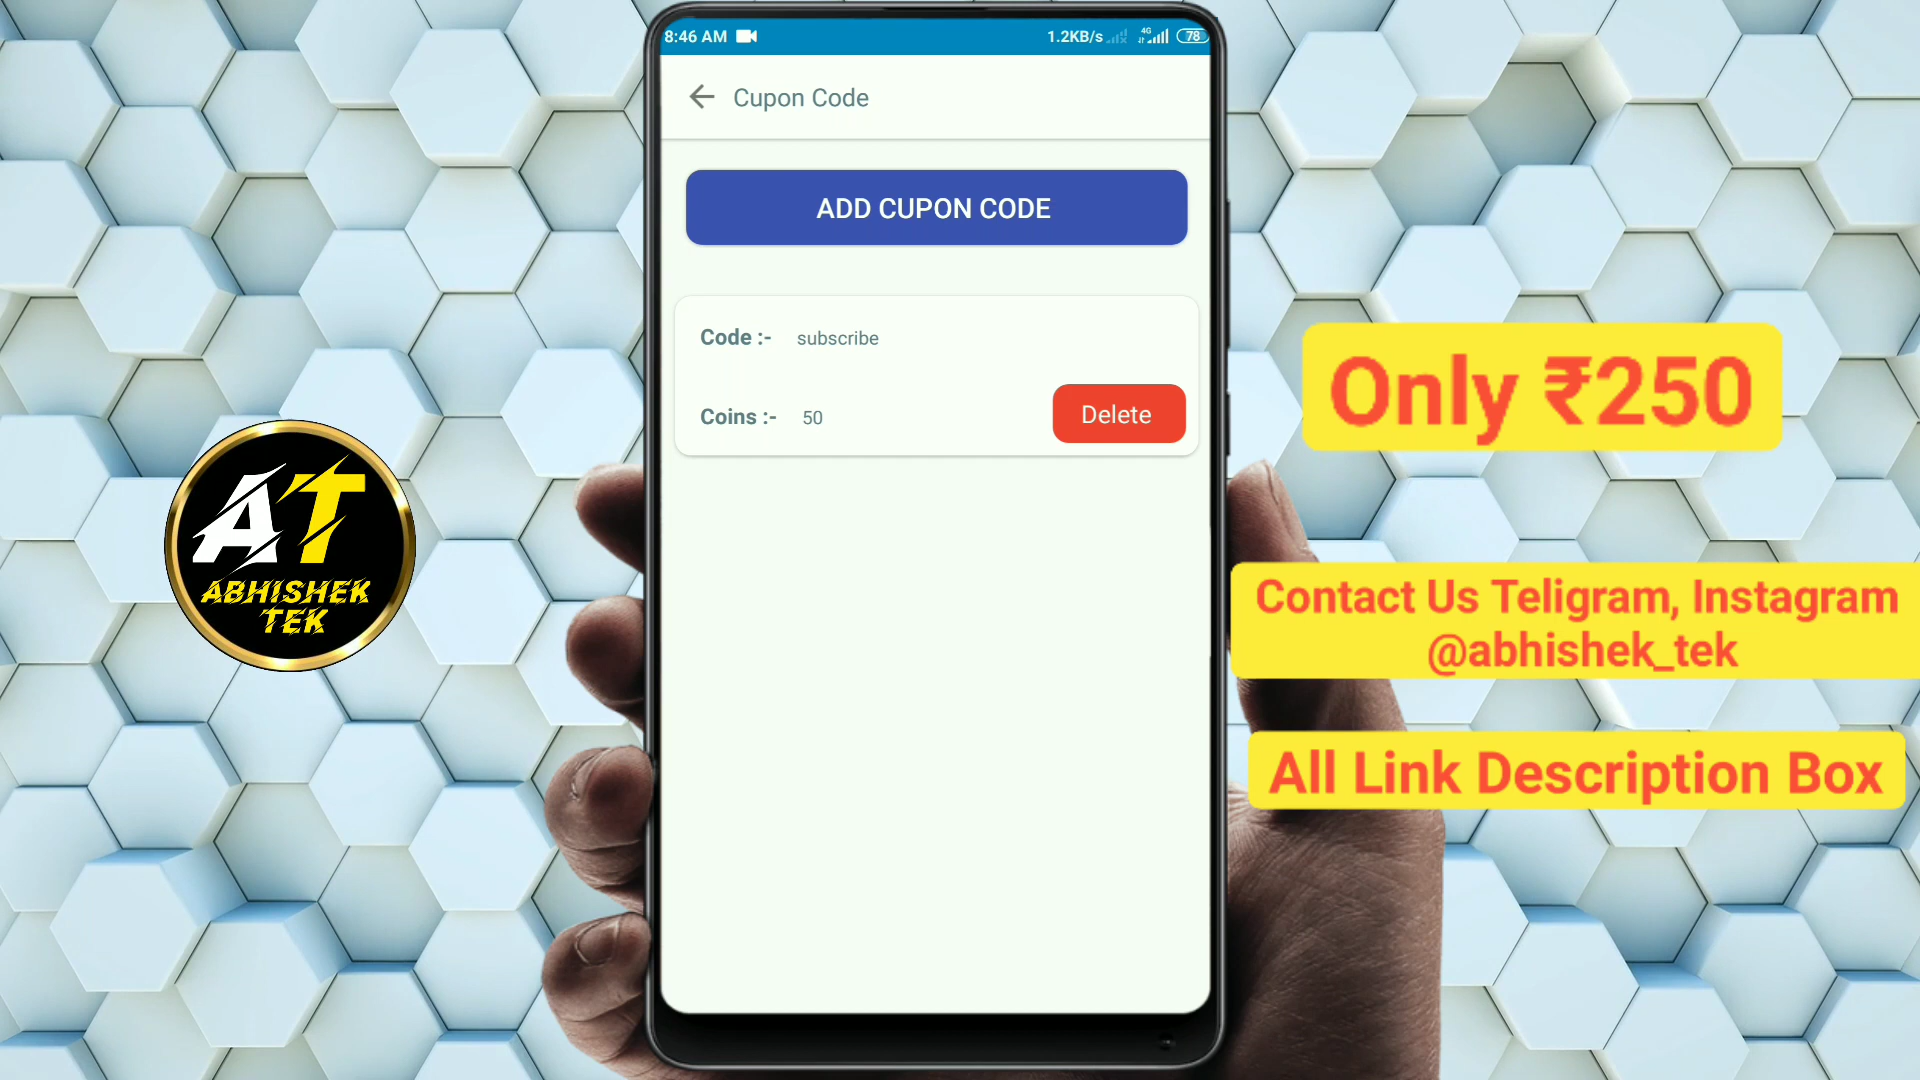 8:46 AM
1.2KB/s
4G
78
Cupon Code
ADD CUPON CODE
Code :- subscribe
Coins :- 50
Delete
AT
ABHISHEK
TEK
Only ₹250
Contact Us Teligram, Instagram
@abhishek_tek
All Link Description Box